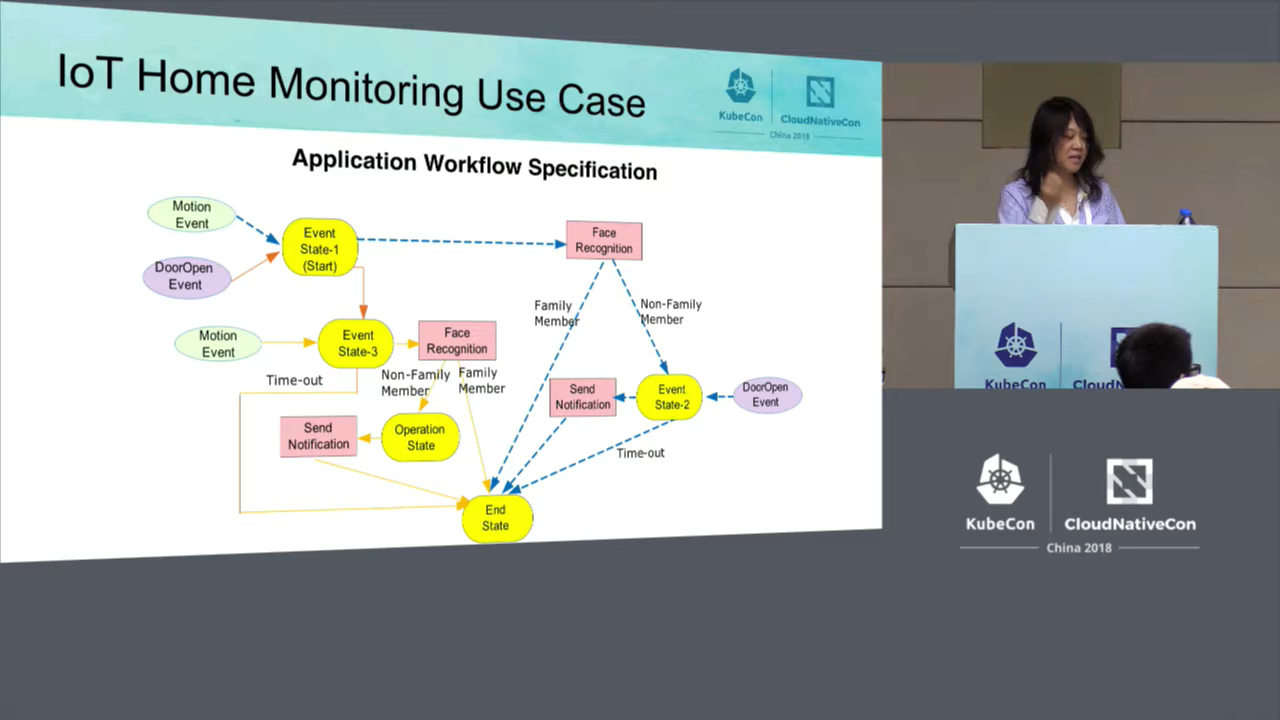 IoT Home Monitoring Use Case
KubeCon
CloudNativeCon
China 2018
Application Workflow Specification
Motion
Event
DoorOpen
Event
Event
State-1
(Start)
Face
Recognition
Family
Member
Non-Family
Member
Motion
Event
Event
State-3
Face
Recognition
Time-out
Non-Family
Member
Family
Member
Send
Notification
Operation
State
Send
Notification
Event
State-2
DoorOpen
Event
Time-out
End
State
KubeCon
KubeCon
CloudNativeCon
China 2018